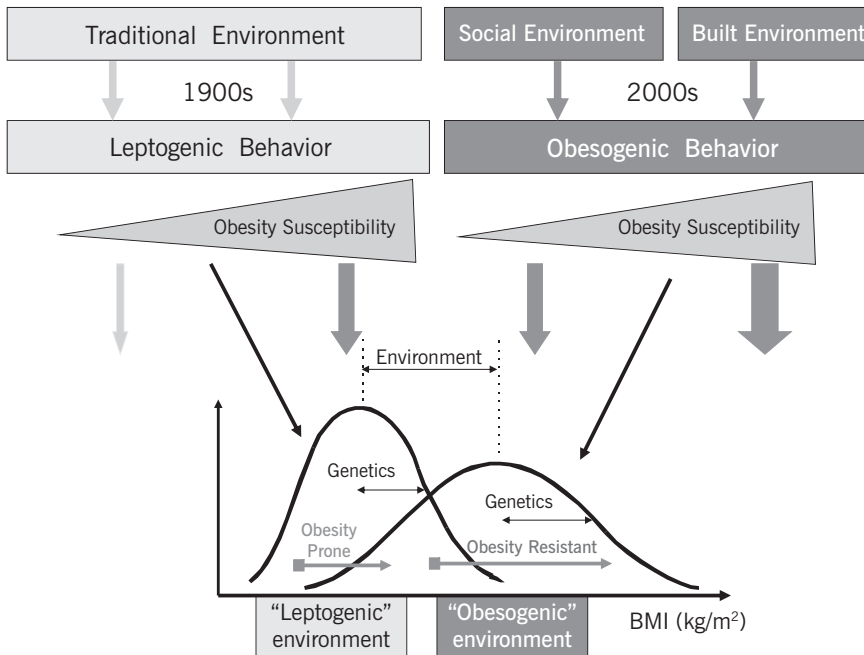 Traditional Environment
Social Environment
Built Environment
1900s
2000s
Leptogenic Behavior
Obesogenic Behavior
Obesity Susceptibility
Obesity Susceptibility
Environment
Genetics
Genetics
Obesity
Prone
Obesity Resistant
“Leptogenic”
environment
“Obesogenic”
environment
BMI (kg/m²)